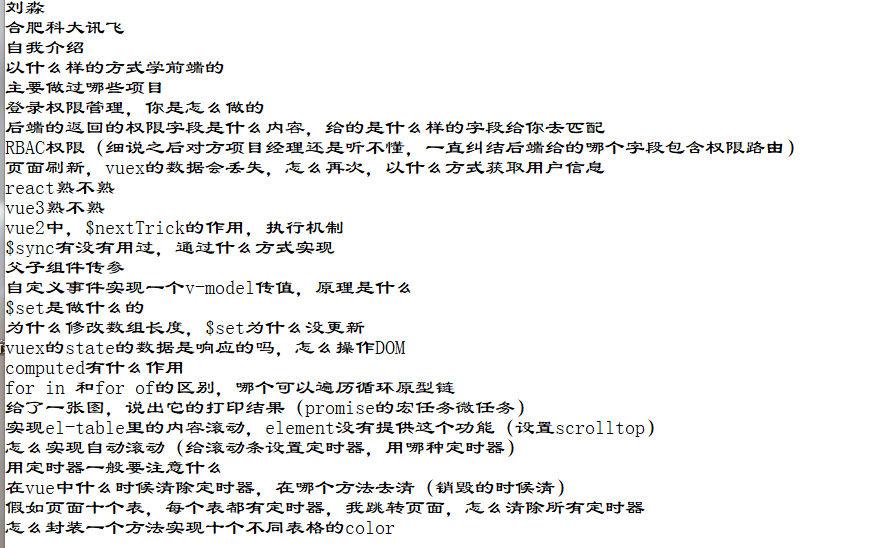 刘淼
合肥科大讯飞
自我介绍
以什么样的方式学前端的
主要做过哪些项目
登录权限管理，你是怎么做的
后端的返回的权限字段是什么内容，给的是什么样的字段给你去匹配
RBAC权限（细说之后对方项目经理还是听不懂，一直纠结后端给的哪个字段包含权限路由）
页面刷新，vuex的数据会丢失，怎么再次，以什么方式获取用户信息
react熟不熟
vue3熟不熟
vue2中，$nextTrick的作用，执行机制
$sync有没有用过，通过什么方式实现
父子组件传参
自定义事件实现一个v-model传值，原理是什么
$set是做什么的
为什么修改数组长度，$set为什么没更新
vuex的state的数据是响应的吗，怎么操作DOM
computed有什么作用
for in 和for of的区别，哪个可以遍历循环原型链
给了一张图，说出它的打印结果（promise的宏任务微任务）
实现el-table里的内容滚动，element没有提供这个功能（设置scrolltop）
怎么实现自动滚动（给滚动条设置定时器，用哪种定时器）
用定时器一般要注意什么
在vue中什么时候清除定时器，在哪个方法去清（销毁的时候清）
假如页面十个表，每个表都有定时器，我跳转页面，怎么清除所有定时器
怎么封装一个方法实现十个不同表格的color